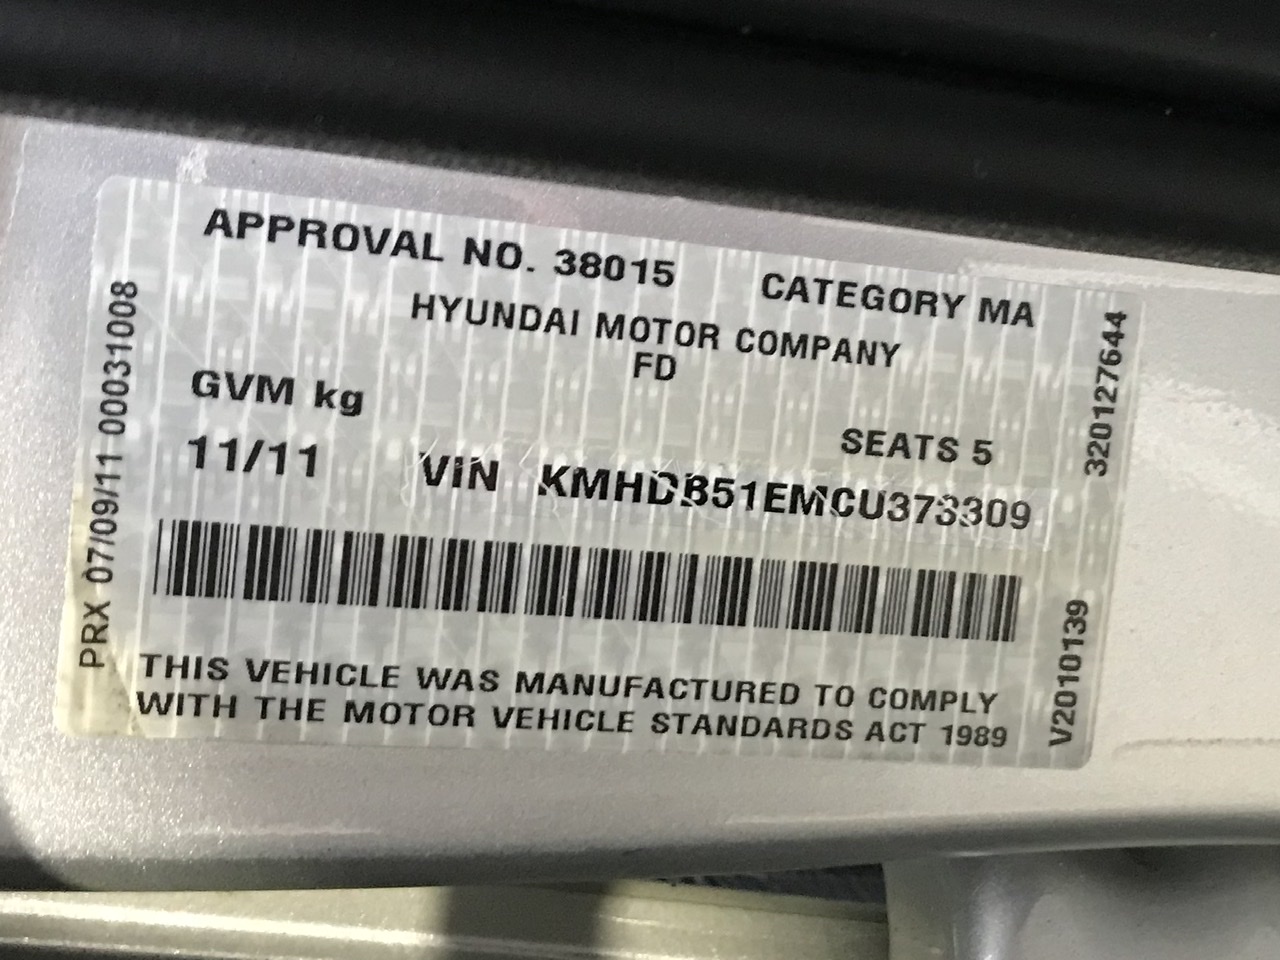 APPROVAL NO. 38015 CATEGORY MA
HYUNDAI MOTOR COMPANY
FD
GVM kg
SEATS 5
11/11 VIN KMHDB51EMCU373309
THIS VEHICLE WAS MANUFACTURED TO COMPLY
WITH THE MOTOR VEHICLE STANDARDS ACT 1989
PRX 07/09/11 00031008
320127644
V2010139